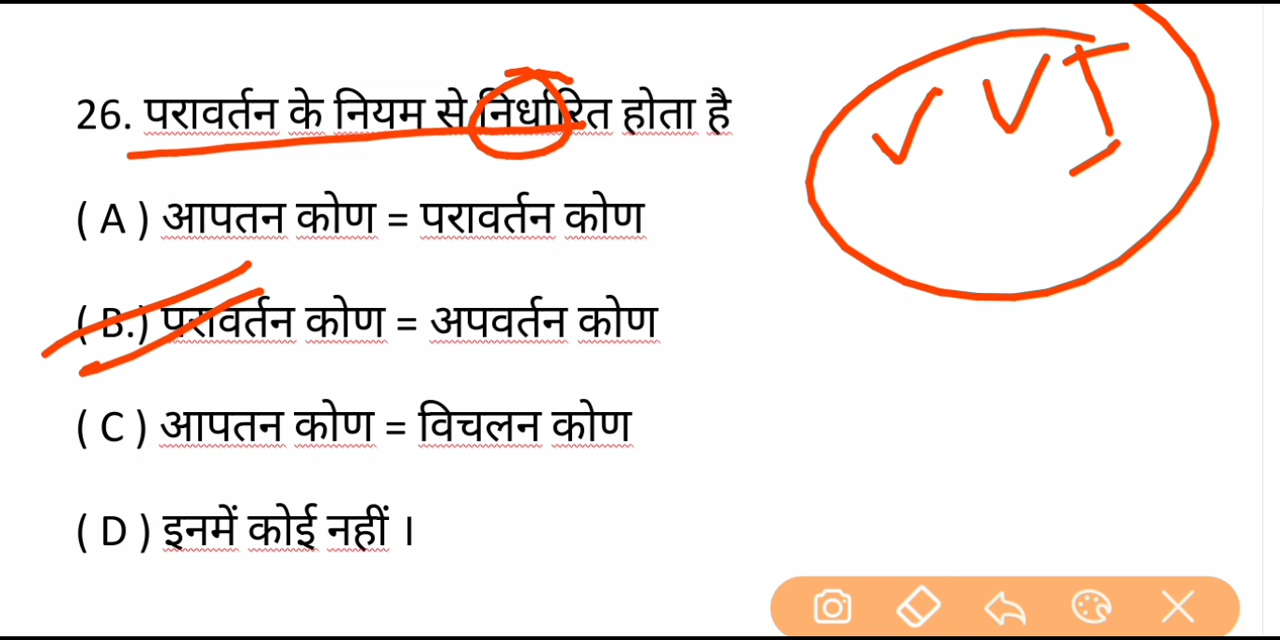 26. परावर्तन के नियम से निर्धारित होता है
VVI
( A ) आपतन कोण = परावर्तन कोण
( B.) परावर्तन कोण = अपवर्तन कोण
( C ) आपतन कोण = विचलन कोण
( D ) इनमें कोई नहीं ।